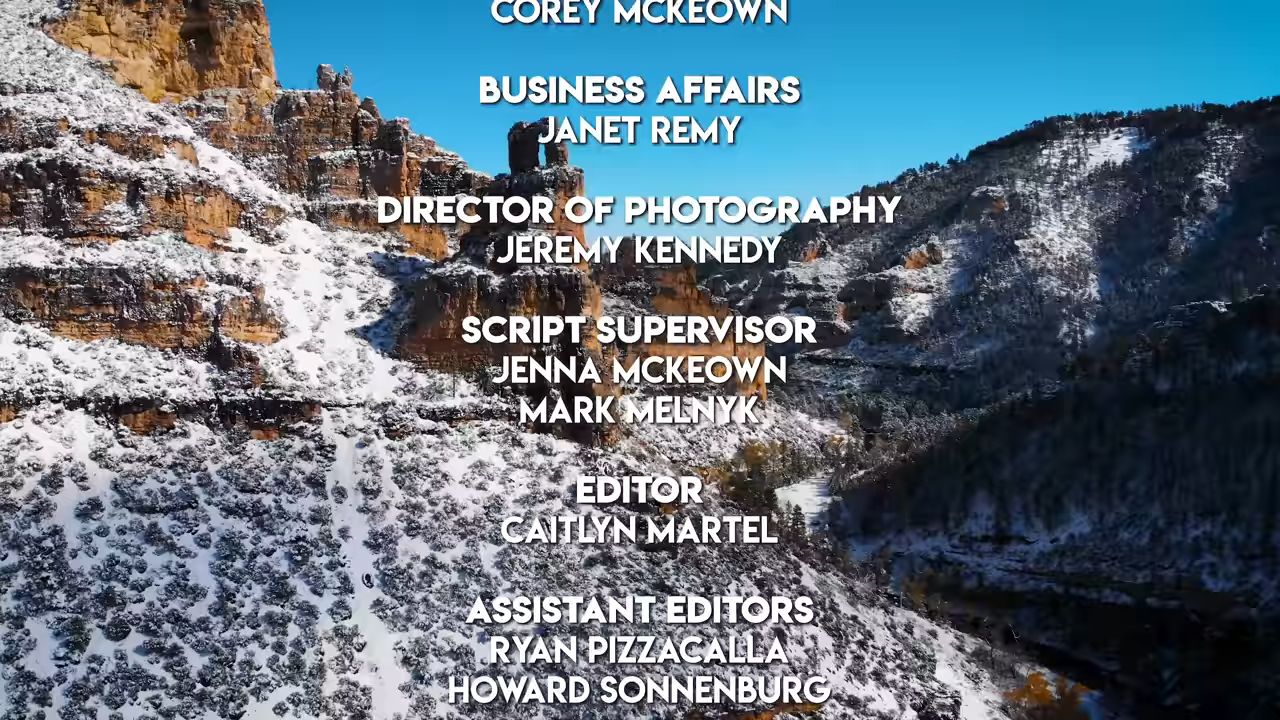 COREY MCKEOWN
BUSINESS AFFAIRS
JANET REMY
DIRECTOR OF PHOTOGRAPHY
JEREMY KENNEDY
SCRIPT SUPERVISOR
JENNA MCKEOWN
MARK MELNYK
EDITOR
CAITLYN MARTEL
ASSISTANT EDITORS
RYAN PIZZACALLA
HOWARD SONNENBURG